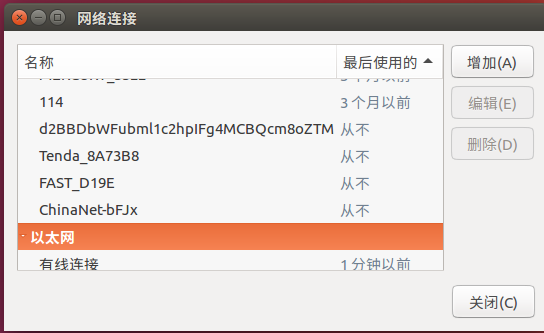 网络连接
名称 最后使用的
增加(A)
114 3 个月以前
编辑(E)
d2BBDbWFubml1c2hpIFg4MCBQcm8oZTM 从不
Tenda_8A73B8 从不
删除(D)
FAST_D19E 从不
ChinaNet-bFJx 从不
以太网
有线连接 1 分钟以前
关闭(C)